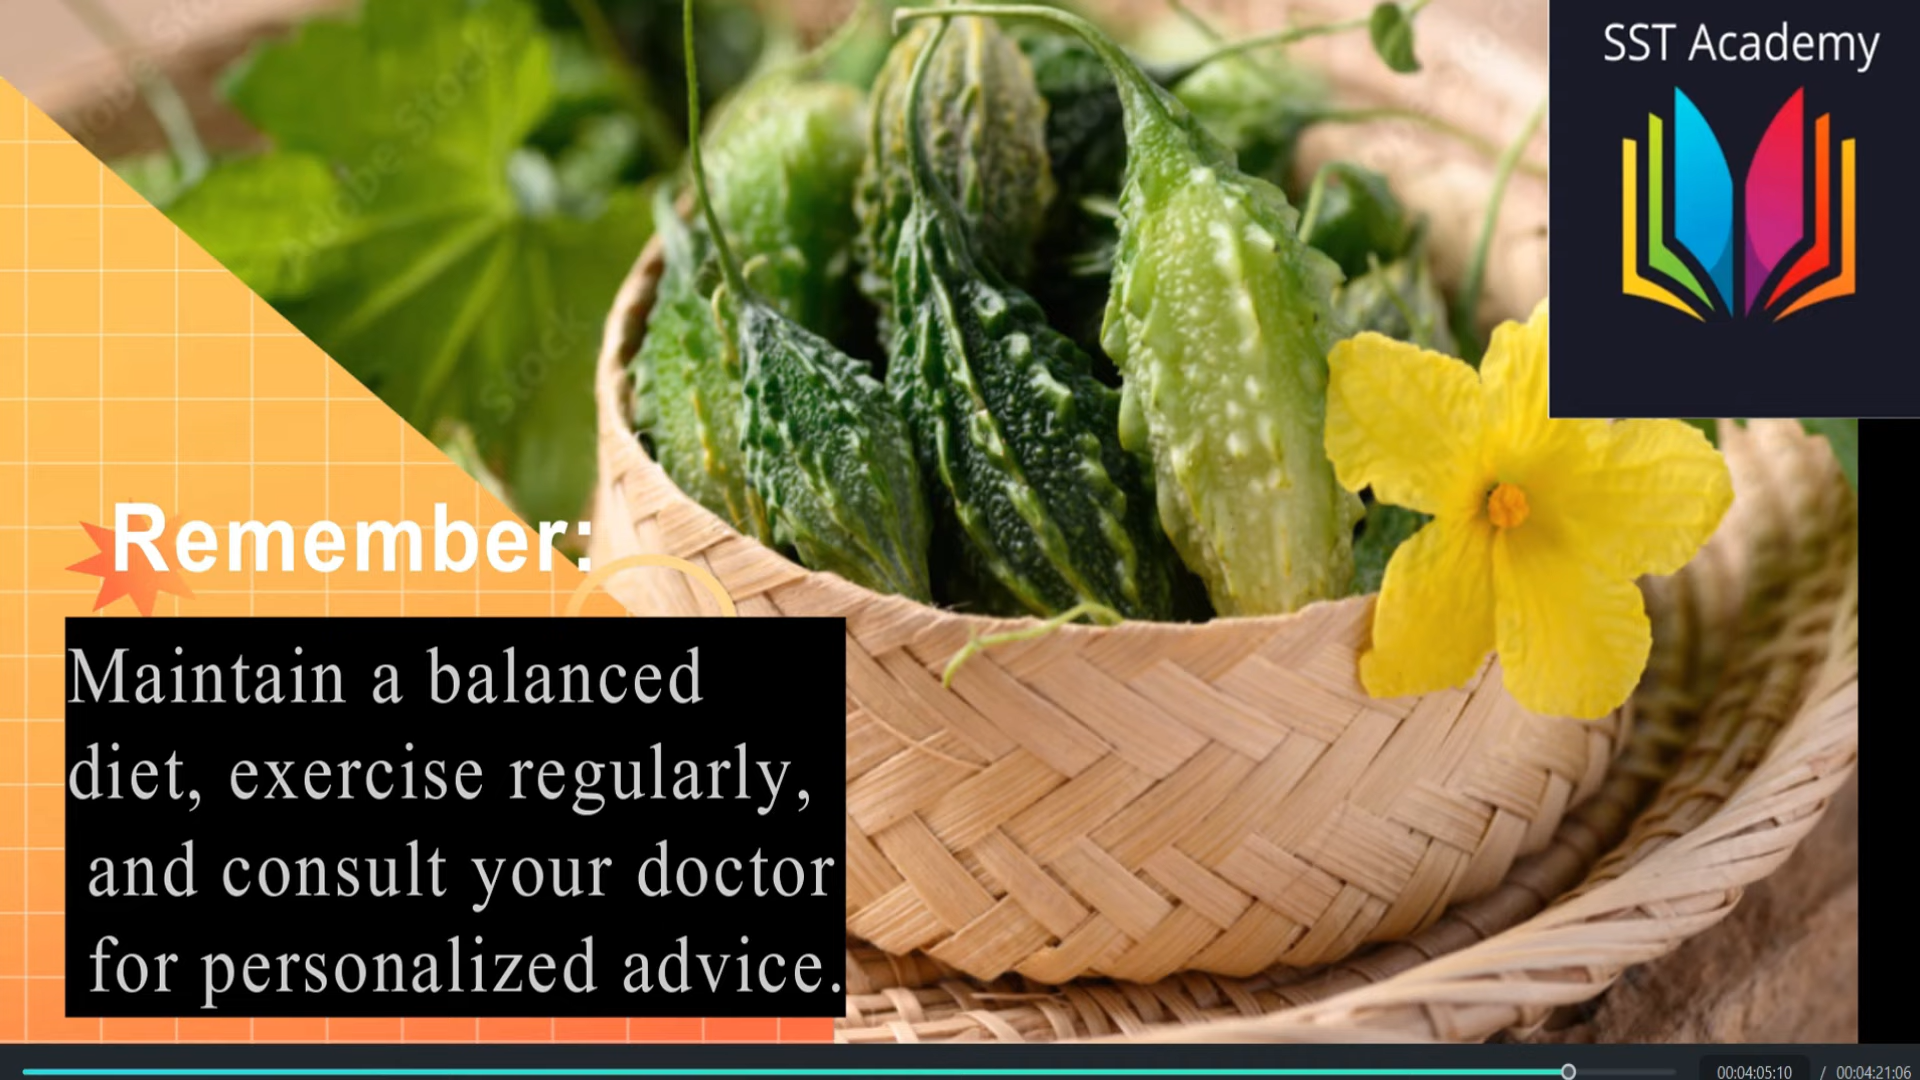 SST Academy
Remember:
Maintain a balanced
diet, exercise regularly,
and consult your doctor
for personalized advice.
00:04:05:10 / 00:04:21:06